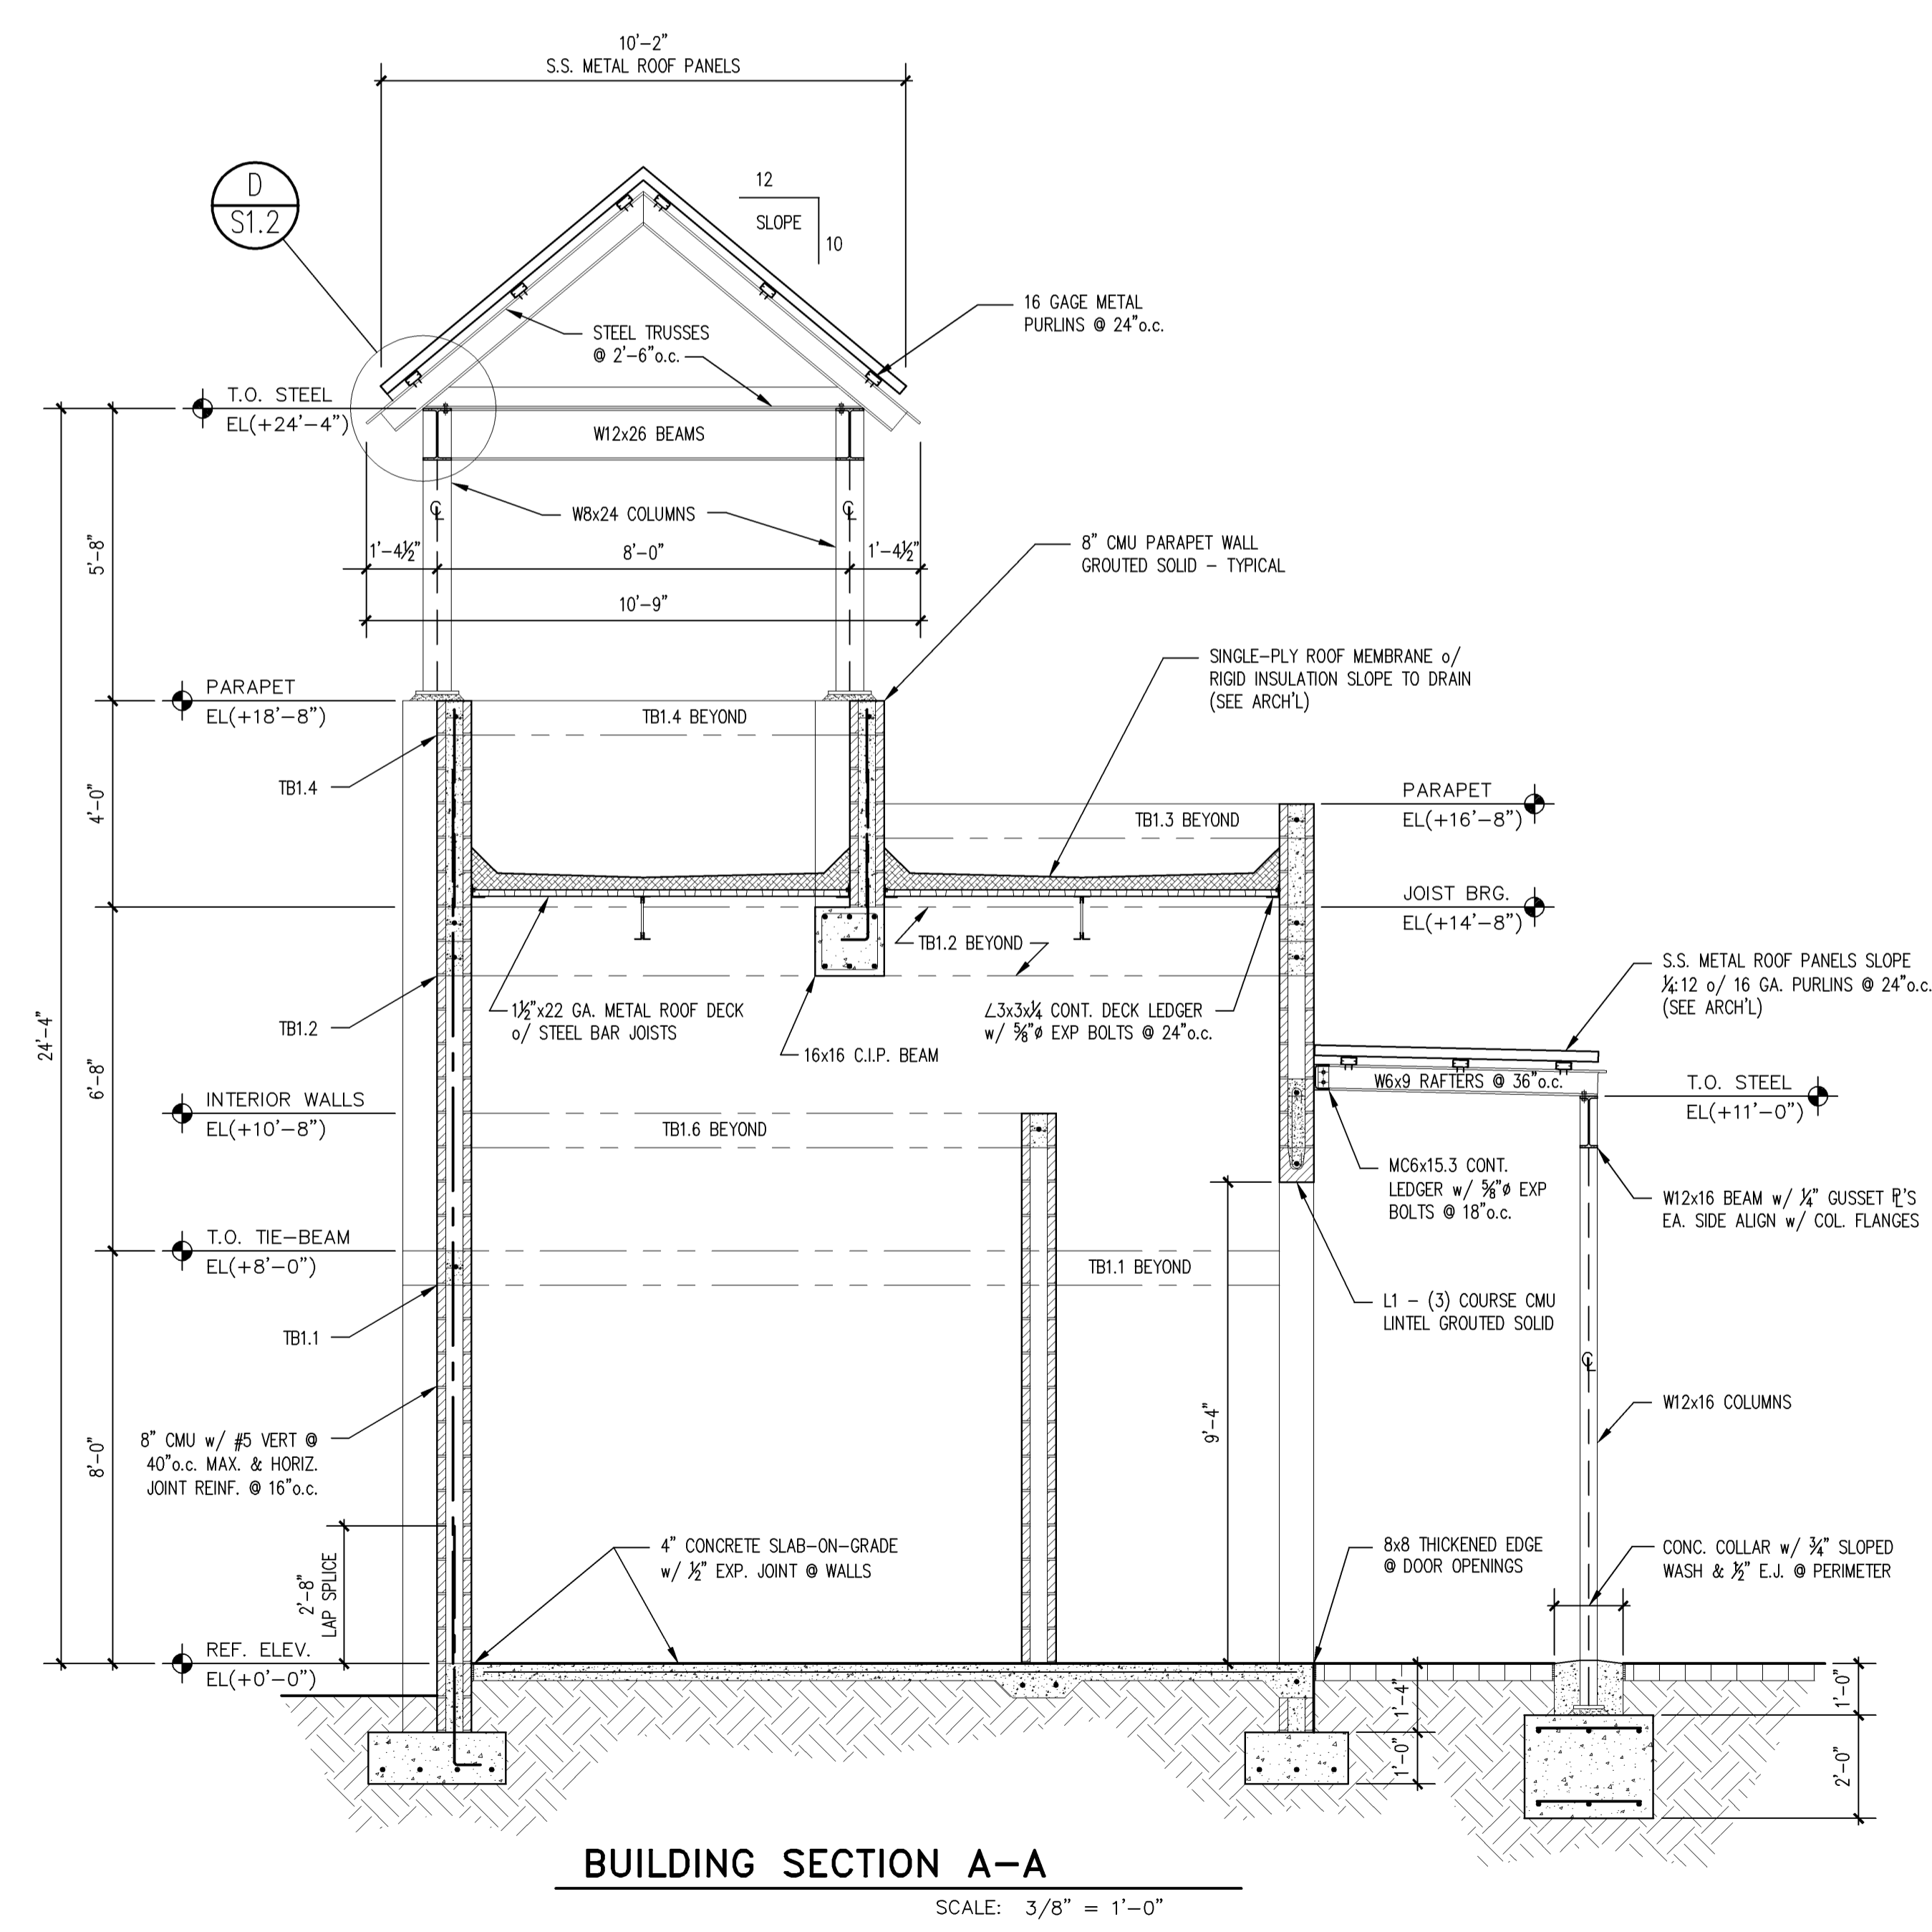 10'-2"
S.S. METAL ROOF PANELS
D
S1.2
12
SLOPE
10
16 GAGE METAL
PURLINS @ 24"o.c.
STEEL TRUSSES
@ 2'-6"o.c.
T.O. STEEL
EL(+24'-4")
W12x26 BEAMS
W8x24 COLUMNS
℄
℄
1'-4½"
8'-0"
1'-4½"
10'-9"
5'-8"
8" CMU PARAPET WALL
GROUTED SOLID - TYPICAL
SINGLE-PLY ROOF MEMBRANE o/
RIGID INSULATION SLOPE TO DRAIN
(SEE ARCH'L)
PARAPET
EL(+18'-8")
TB1.4 BEYOND
TB1.4
4'-0"
TB1.3 BEYOND
PARAPET
EL(+16'-8")
JOIST BRG.
EL(+14'-8")
TB1.2 BEYOND
TB1.2
1½"x22 GA. METAL ROOF DECK
o/ STEEL BAR JOISTS
16x16 C.I.P. BEAM
∠3x3x¼ CONT. DECK LEDGER
w/ ⅝"ø EXP BOLTS @ 24"o.c.
S.S. METAL ROOF PANELS SLOPE
¼:12 o/ 16 GA. PURLINS @ 24"o.c.
(SEE ARCH'L)
24'-4"
6'-8"
W6x9 RAFTERS @ 36"o.c.
T.O. STEEL
EL(+11'-0")
INTERIOR WALLS
EL(+10'-8")
TB1.6 BEYOND
MC6x15.3 CONT.
LEDGER w/ ⅝"ø EXP
BOLTS @ 18"o.c.
W12x16 BEAM w/ ¼" GUSSET ⅊'S
EA. SIDE ALIGN w/ COL. FLANGES
T.O. TIE-BEAM
EL(+8'-0")
TB1.1 BEYOND
TB1.1
L1 - (3) COURSE CMU
LINTEL GROUTED SOLID
℄
W12x16 COLUMNS
9'-4"
8'-0"
8" CMU w/ #5 VERT @
40"o.c. MAX. & HORIZ.
JOINT REINF. @ 16"o.c.
2'-8"
LAP SPLICE
4" CONCRETE SLAB-ON-GRADE
w/ ½" EXP. JOINT @ WALLS
8x8 THICKENED EDGE
@ DOOR OPENINGS
CONC. COLLAR w/ ¾" SLOPED
WASH & ½" E.J. @ PERIMETER
REF. ELEV.
EL(+0'-0")
1'-4"
1'-0"
1'-0"
2'-0"
BUILDING SECTION A-A
SCALE: 3/8" = 1'-0"